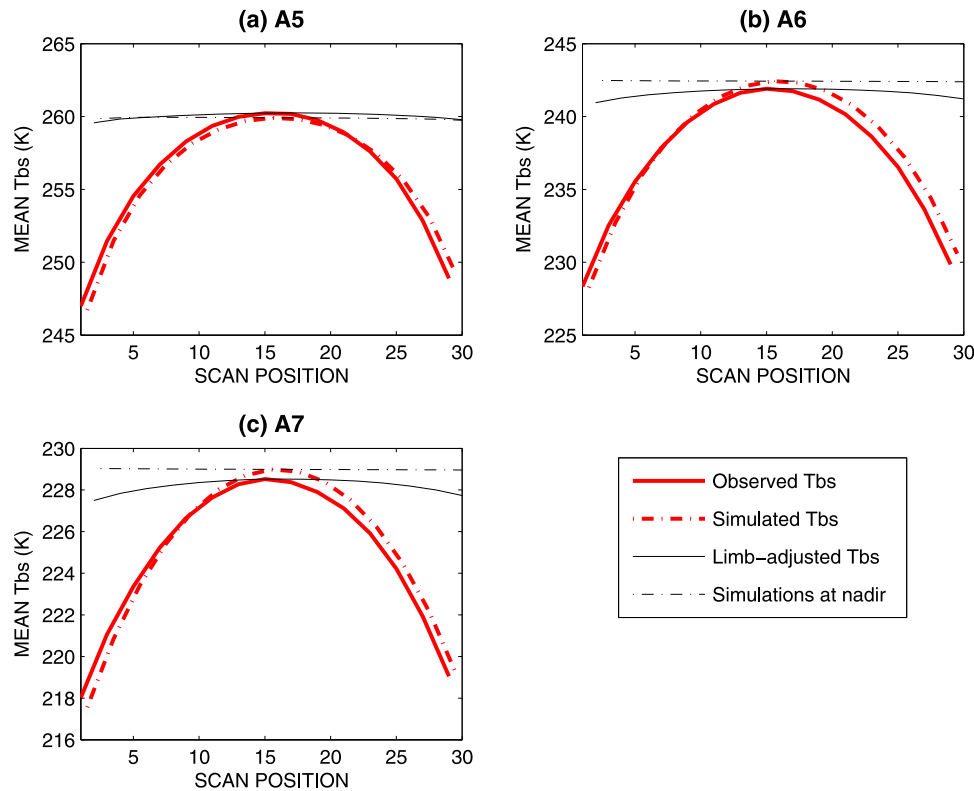 (a) A5
265
260
255
250
245
MEAN Tbs (K)
5 10 15 20 25 30
SCAN POSITION
(b) A6
245
240
235
230
225
MEAN Tbs (K)
5 10 15 20 25 30
SCAN POSITION
(c) A7
230
228
226
224
222
220
218
216
MEAN Tbs (K)
5 10 15 20 25 30
SCAN POSITION
Observed Tbs
Simulated Tbs
Limb-adjusted Tbs
Simulations at nadir